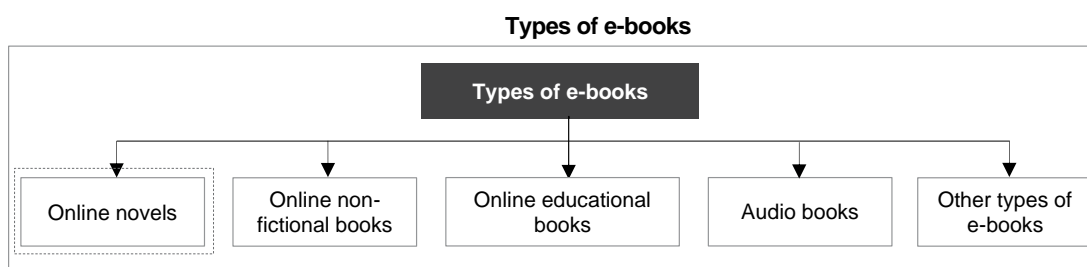 Types of e-books
Types of e-books
Online novels
Online non-
fictional books
Online educational
books
Audio books
Other types of
e-books